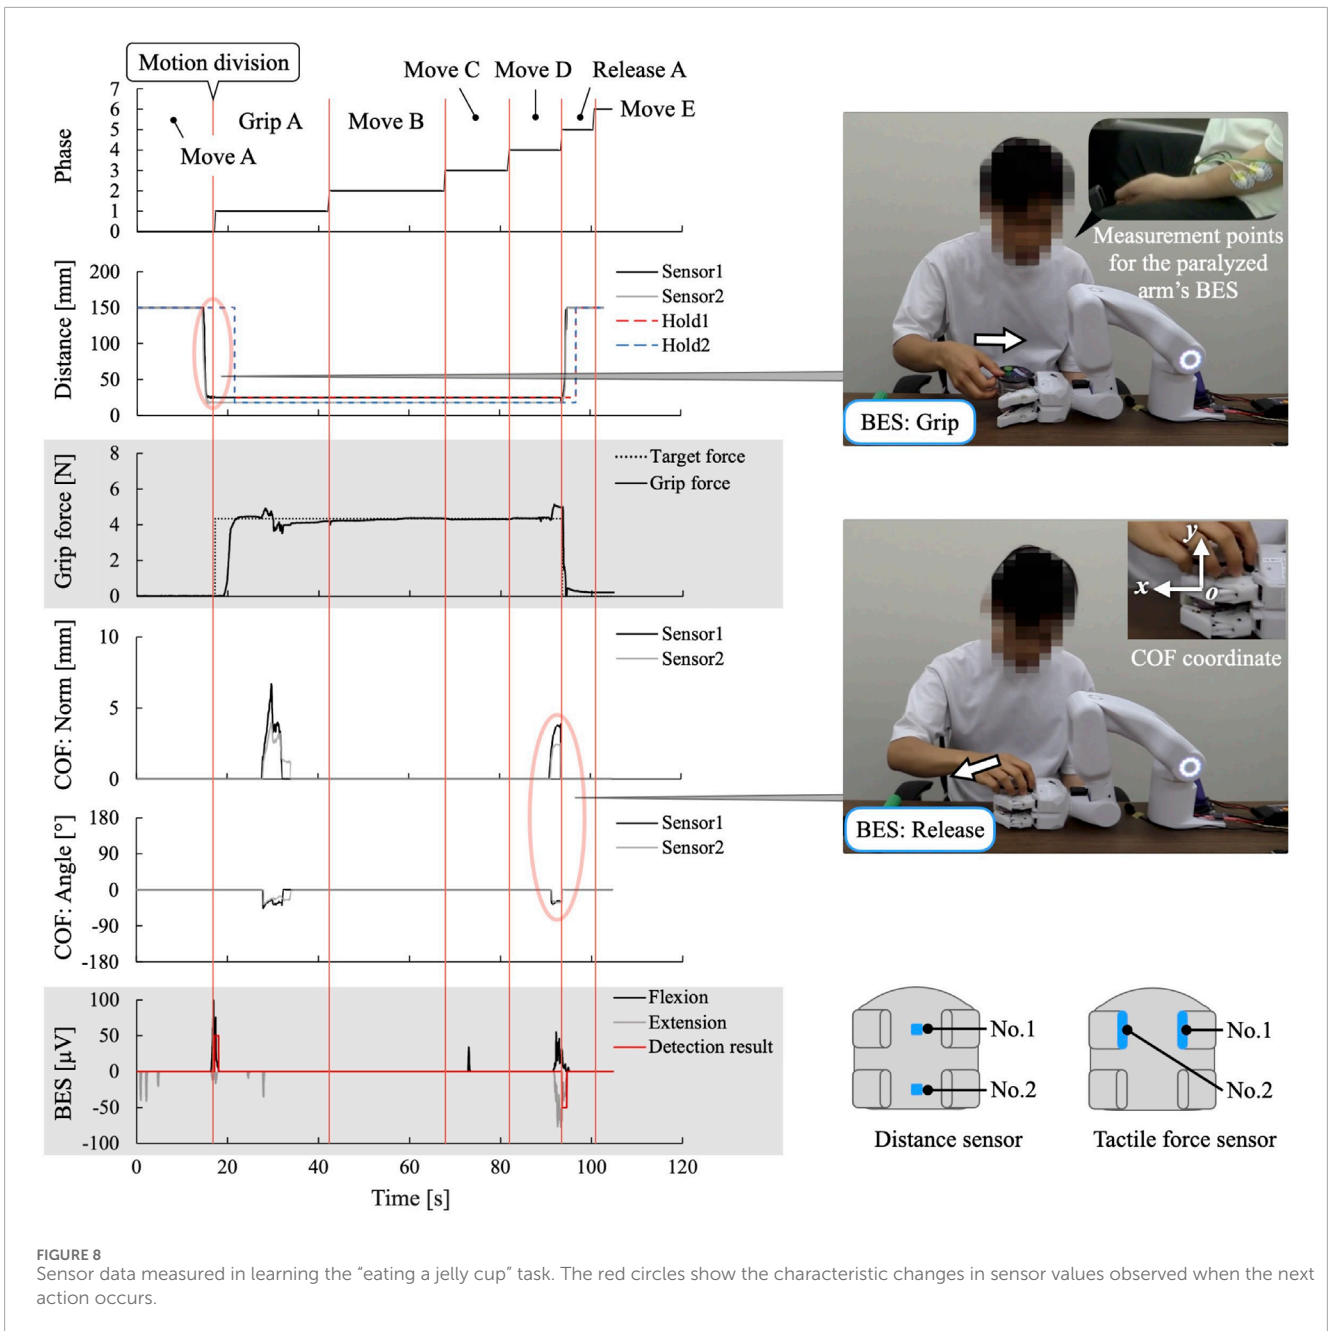 Motion division
Move C
Move D
Release A
Grip A
Move B
Move E
Move A
Phase
7
6
5
4
3
2
1
0
Distance [mm]
200
150
100
50
0
Sensor1
Sensor2
Hold1
Hold2
Grip force [N]
8
6
4
2
0
Target force
Grip force
COF: Norm [mm]
10
5
0
Sensor1
Sensor2
COF: Angle [°]
180
90
0
-90
-180
Sensor1
Sensor2
BES [µV]
100
50
0
-50
-100
Flexion
Extension
Detection result
0 20 40 60 80 100 120
Time [s]
Measurement points
for the paralyzed
arm's BES
BES: Grip
y
x
o
COF coordinate
BES: Release
No.1
No.2
Distance sensor
No.1
No.2
Tactile force sensor
FIGURE 8
Sensor data measured in learning the “eating a jelly cup” task. The red circles show the characteristic changes in sensor values observed when the next
action occurs.